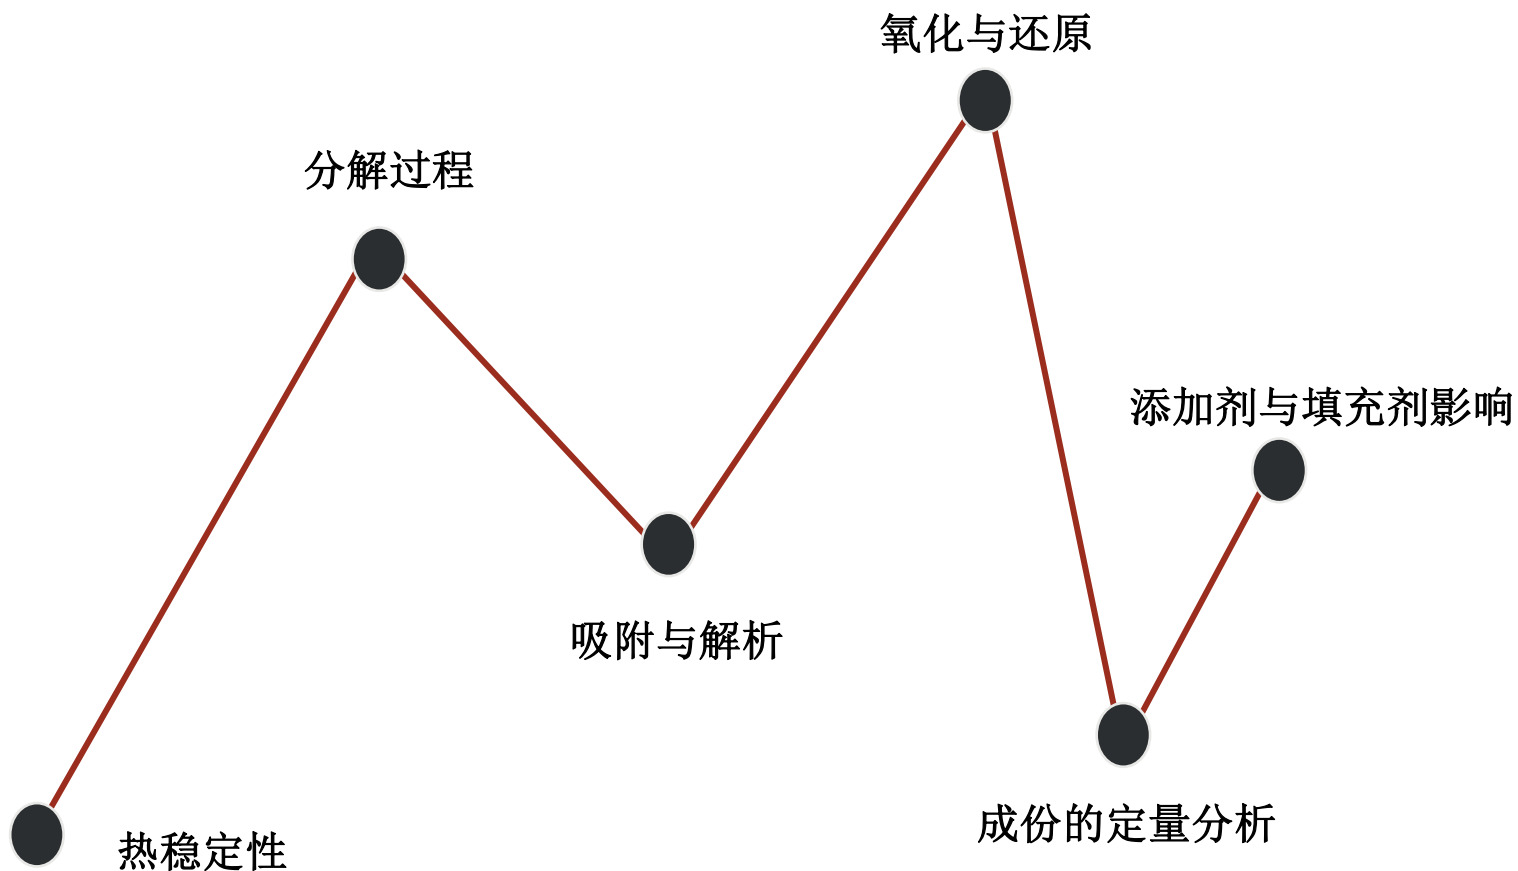 氧化与还原
分解过程
添加剂与填充剂影响
吸附与解析
成份的定量分析
热稳定性